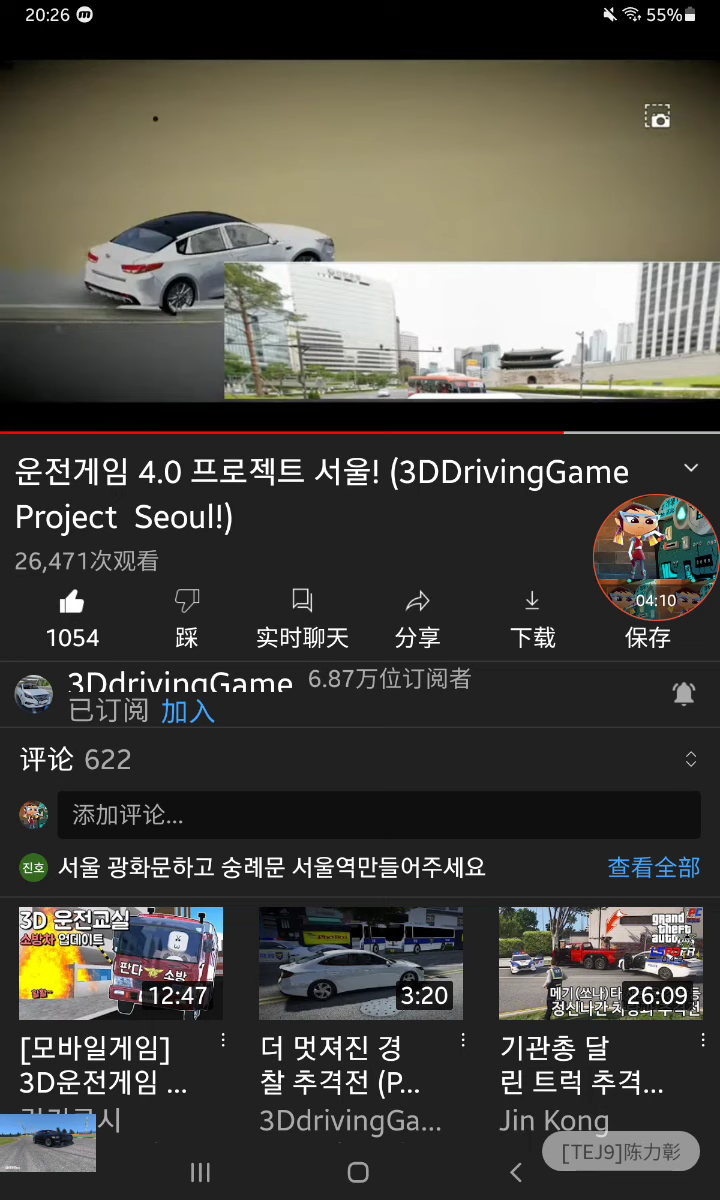 20:26
55%
운전게임 4.0 프로젝트 서울! (3DDrivingGame
Project Seoul!)
26,471次观看
04:10
1054
踩
实时聊天
分享
下载
保存
3DdrivingGame
6.87万位订阅者
已订阅 加入
评论 622
添加评论...
진호
서울 광화문하고 숭례문 서울역만들어주세요
查看全部
3D 운전교실
소방차 업데이트
판다 소방
12:47
3:20
grand
theft
auto
26:09
[모바일게임]
3D운전게임 ...
더 멋져진 경
찰 추격전 (P...
3DdrivingGa...
기관총 달
린 트럭 추격...
Jin Kong
[TEJ9]陈力彰